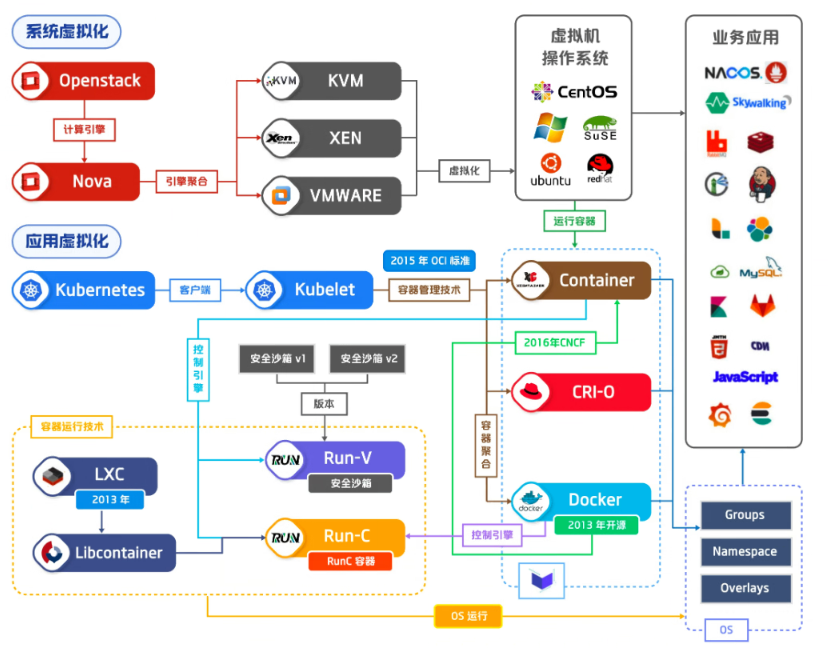 系统虚拟化
Openstack
计算引擎
Nova
引擎聚合
KVM
KVM
Xen
XEN
VMWARE
虚拟化
虚拟机
操作系统
CentOS
SuSE
ubuntu
redHat
运行容器
业务应用
NACOS.
Skywalking
MySQL
CDN
JavaScript
应用虚拟化
Kubernetes
客户端
Kubelet
2015 年 OCI 标准
容器管理技术
Container
2016年CNCF
控制引擎
安全沙箱 v1
安全沙箱 v2
版本
CRI-O
容器聚合
容器运行技术
LXC
2013 年
Libcontainer
RUN
Run-V
安全沙箱
RUN
Run-C
RunC 容器
控制引擎
docker
Docker
2013 年开源
Groups
Namespace
Overlays
OS
OS 运行